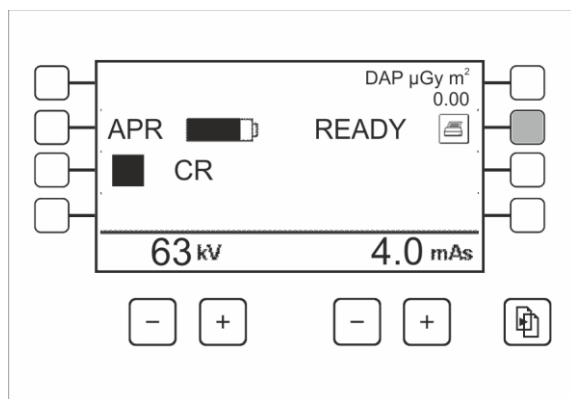 DAP µGy m²
0.00
APR READY
CR
63 kV 4.0 mAs
− + − +